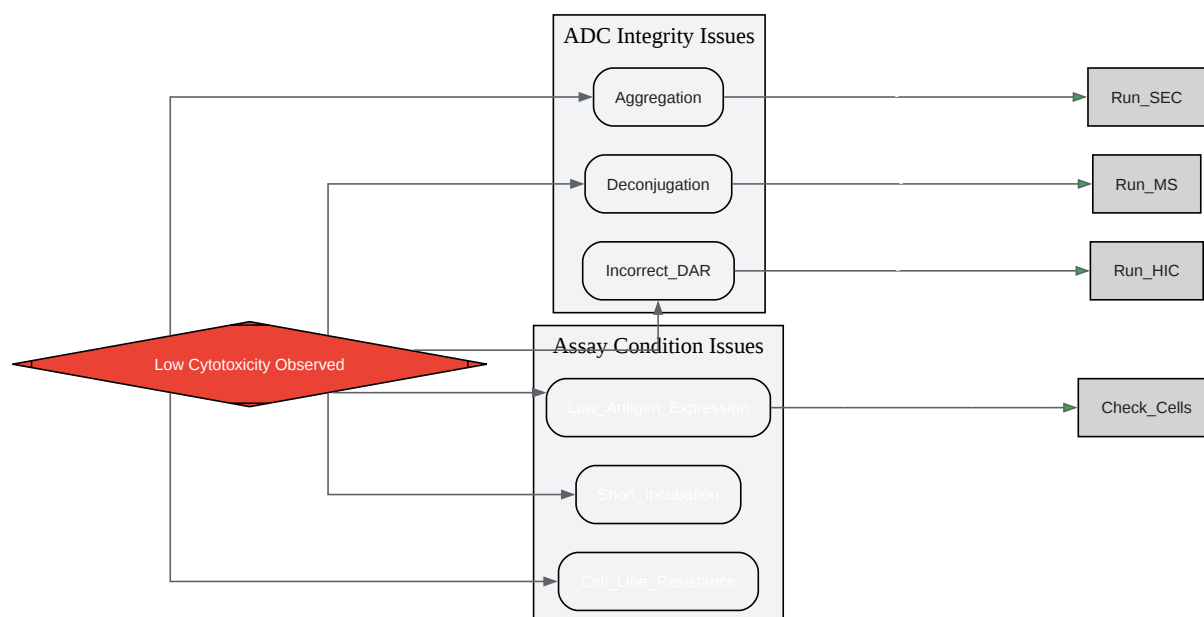 ADC Integrity Issues
Aggregation
Run_SEC
Deconjugation
Run_MS
Incorrect_DAR
Run_HIC
Low Cytotoxicity Observed
Assay Condition Issues
Low_Antigen_Expression
Check_Cells
Short_Incubation
Cell_Line_Resistance